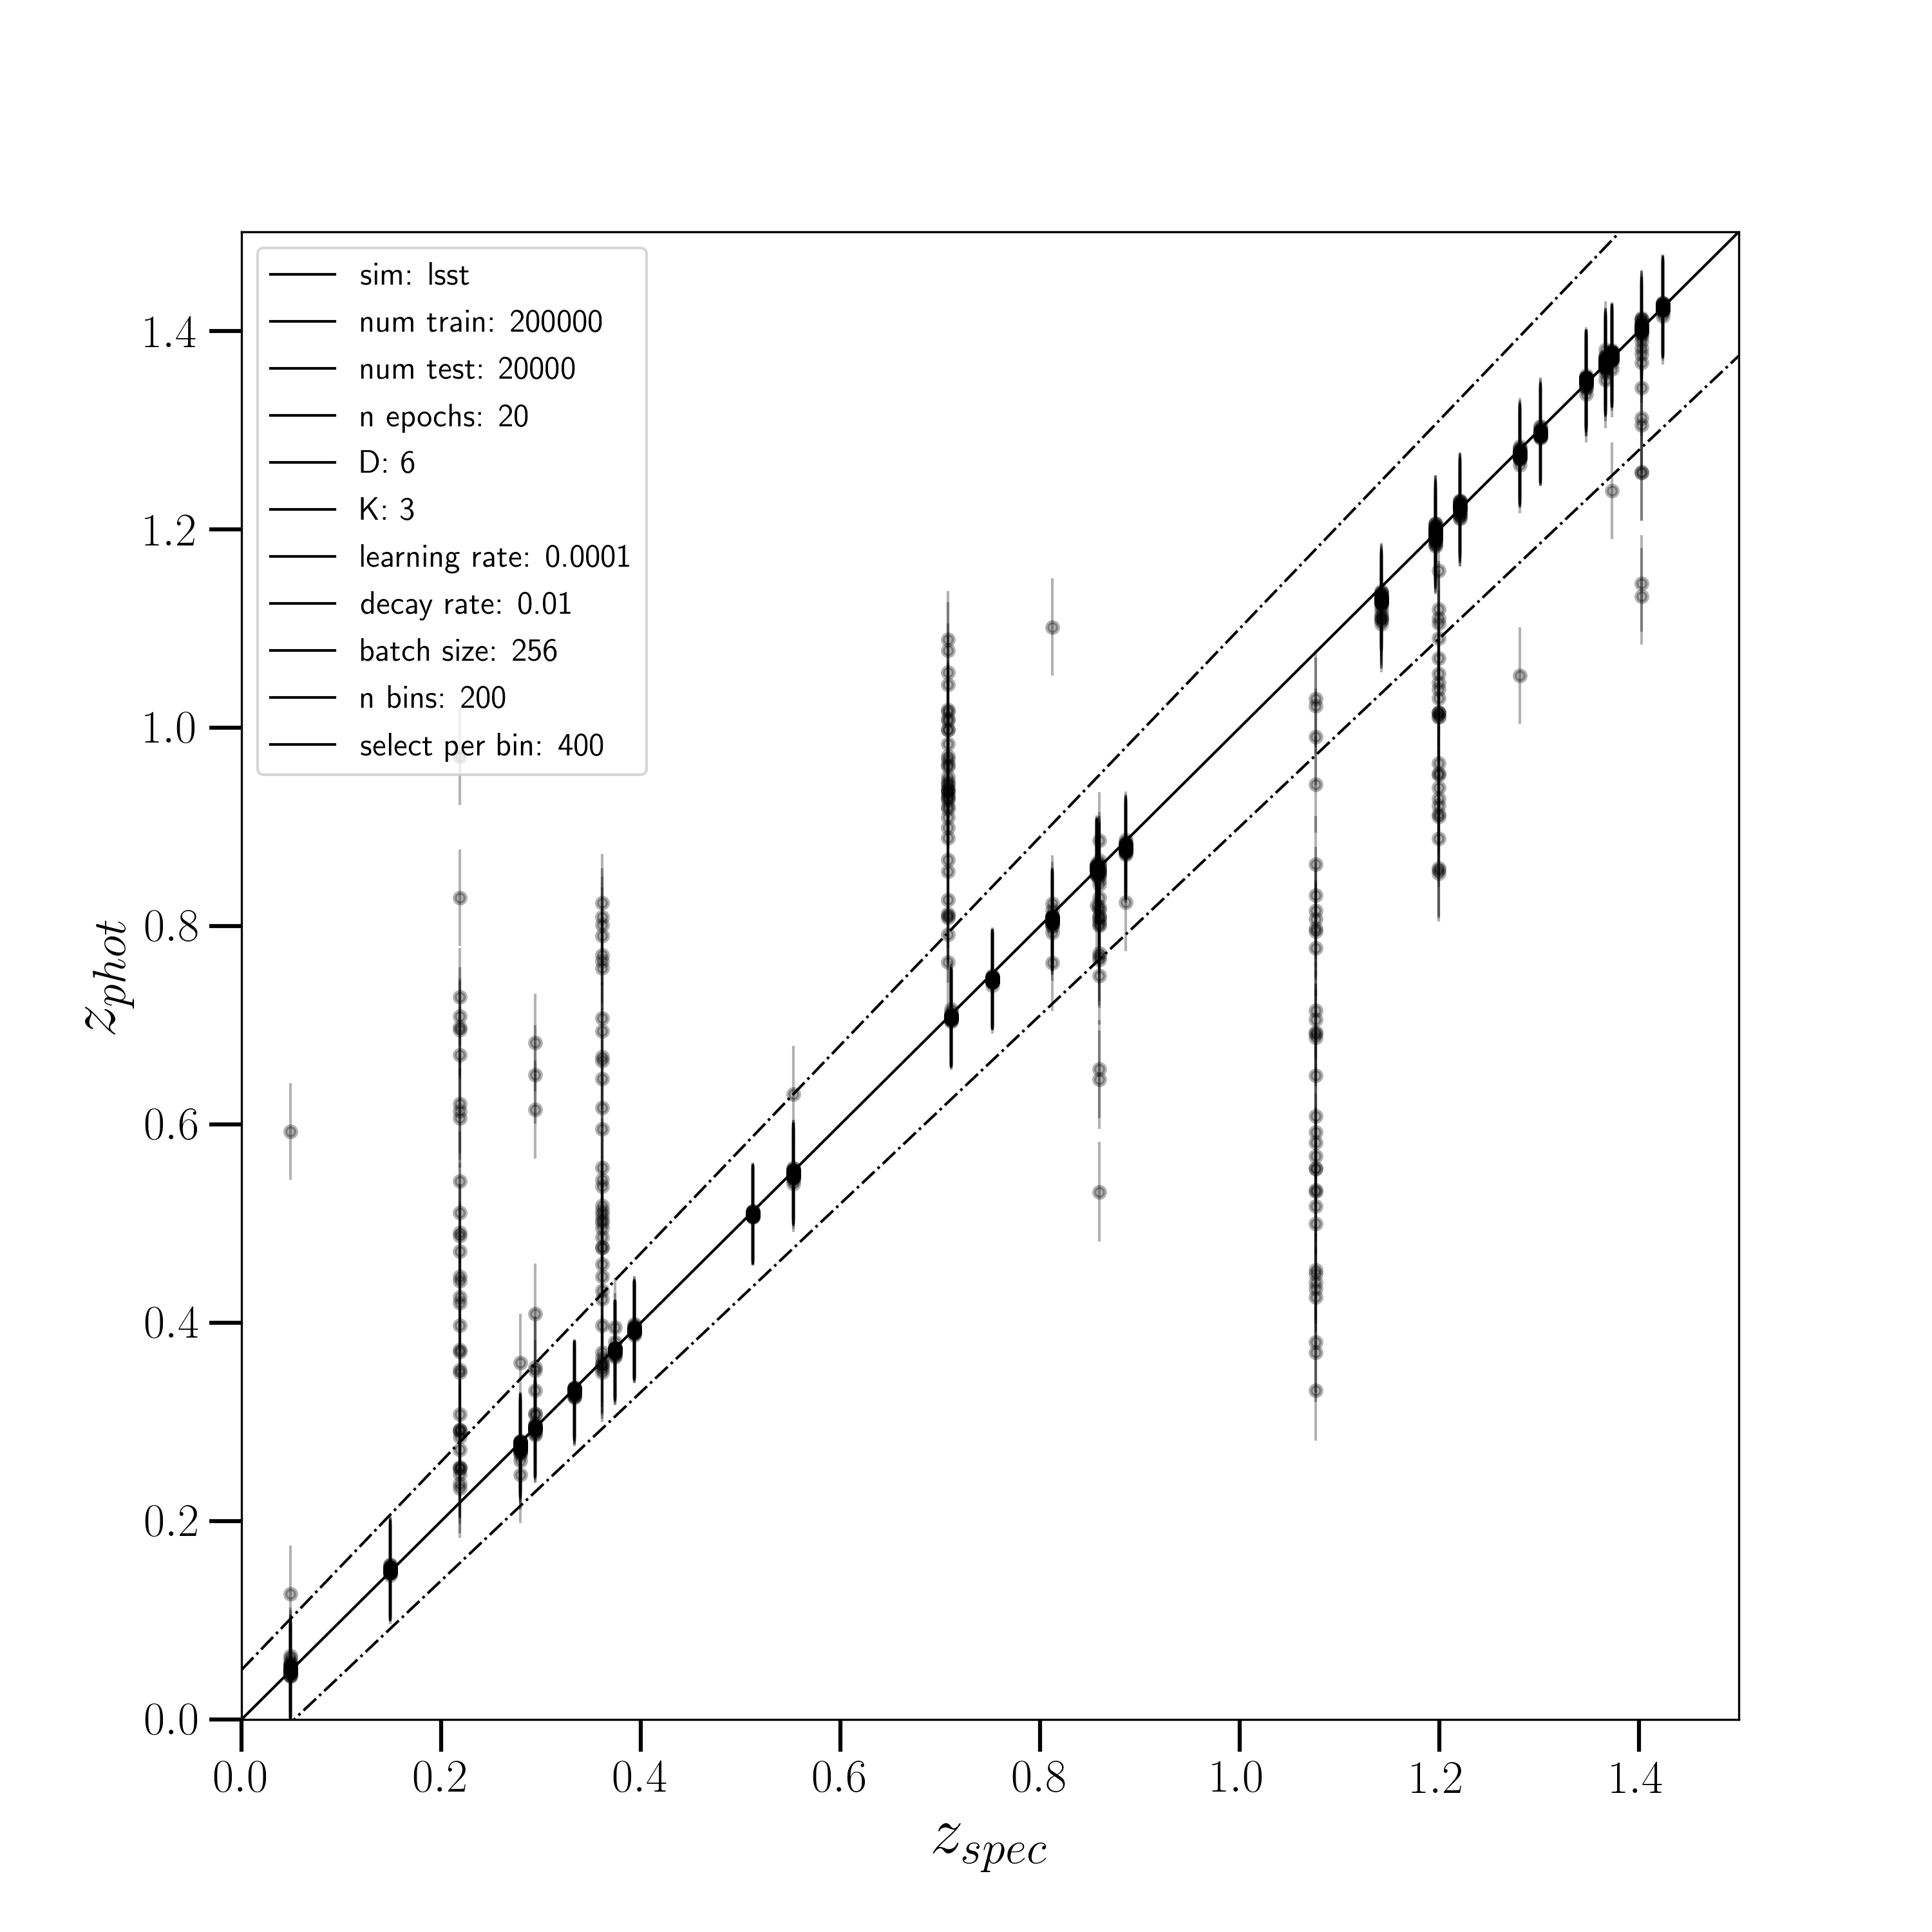 sim: lsst
num train: 200000
num test: 20000
n epochs: 20
D: 6
K: 3
learning rate: 0.0001
decay rate: 0.01
batch size: 256
n bins: 200
select per bin: 400
1.4
1.2
1.0
0.8
0.6
0.4
0.2
0.0
z_phot
0.0 0.2 0.4 0.6 0.8 1.0 1.2 1.4
z_spec